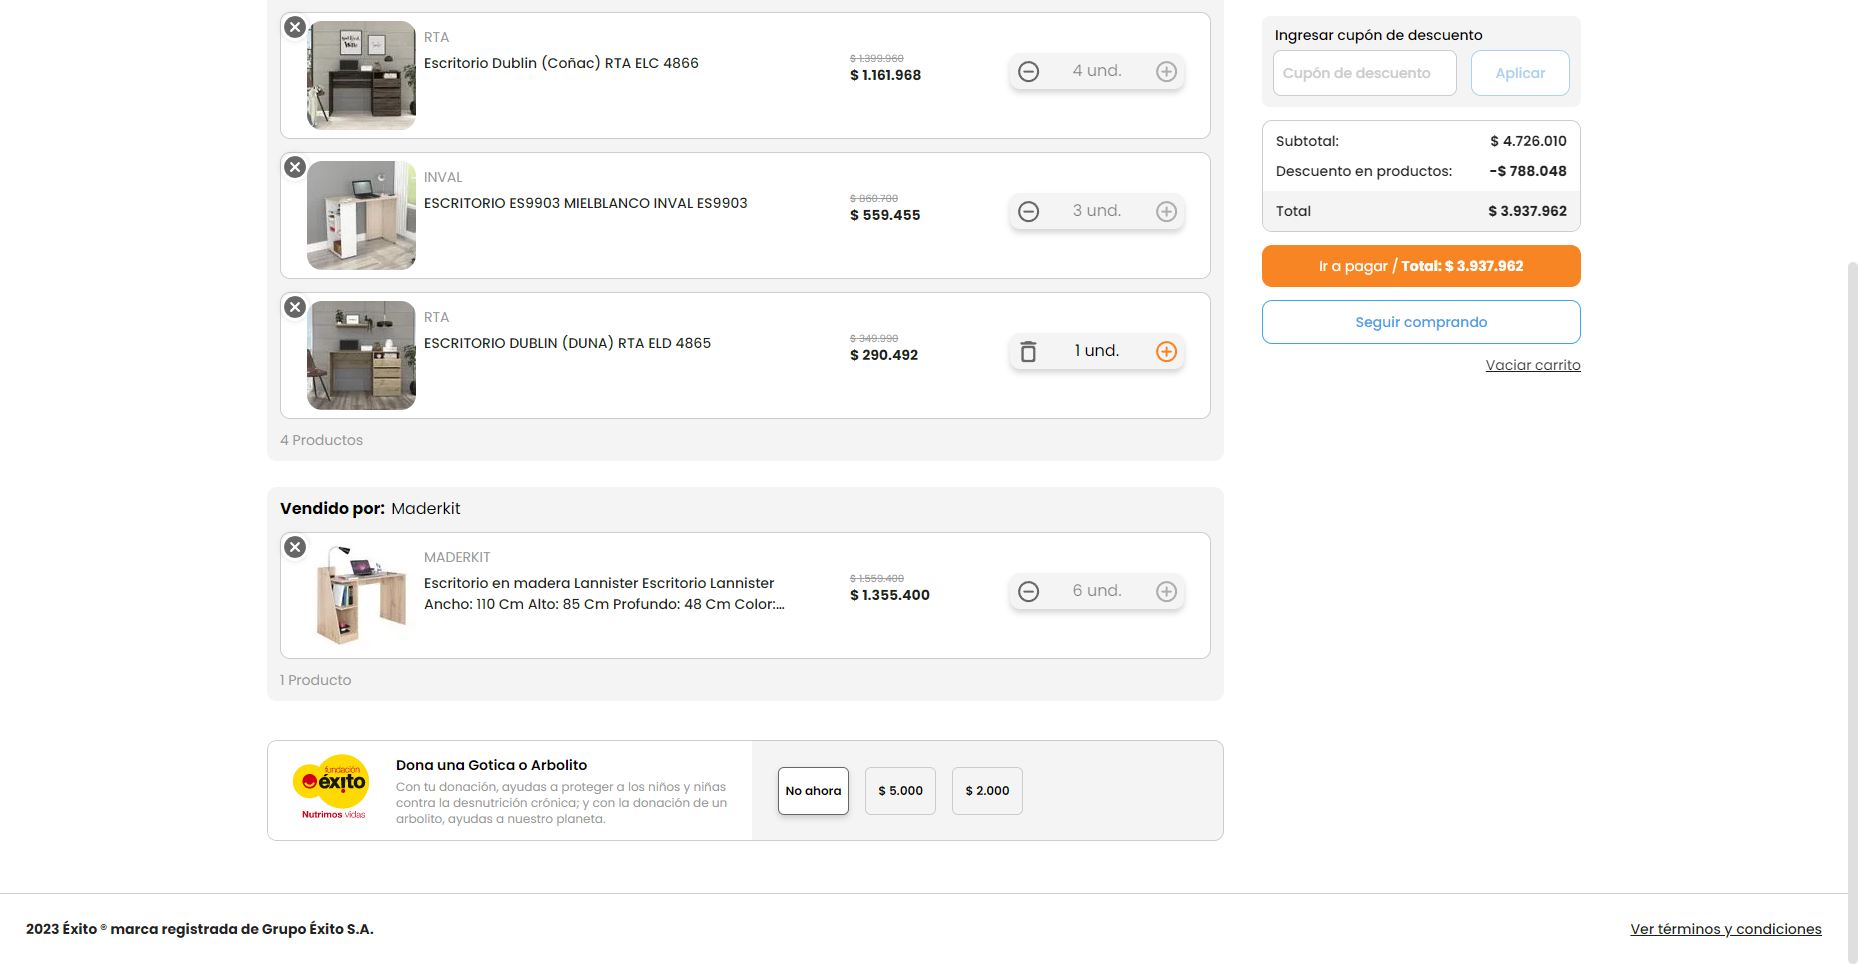 RTA
Escritorio Dublin (Coñac) RTA ELC 4866
$ 1.399.960
$ 1.161.968
4 und.
INVAL
ESCRITORIO ES9903 MIELBLANCO INVAL ES9903
$ 860.700
$ 559.455
3 und.
RTA
ESCRITORIO DUBLIN (DUNA) RTA ELD 4865
$ 349.990
$ 290.492
1 und.
4 Productos
Vendido por: Maderkit
MADERKIT
Escritorio en madera Lannister Escritorio Lannister
Ancho: 110 Cm Alto: 85 Cm Profundo: 48 Cm Color:...
$ 1.559.400
$ 1.355.400
6 und.
1 Producto
fundación
éxito
Nutrimos vidas
Dona una Gotica o Arbolito
Con tu donación, ayudas a proteger a los niños y niñas
contra la desnutrición crónica; y con la donación de un
arbolito, ayudas a nuestro planeta.
No ahora
$ 5.000
$ 2.000
Ingresar cupón de descuento
Cupón de descuento
Aplicar
Subtotal: $ 4.726.010
Descuento en productos: -$ 788.048
Total $ 3.937.962
Ir a pagar / Total: $ 3.937.962
Seguir comprando
Vaciar carrito
2023 Éxito ® marca registrada de Grupo Éxito S.A.
Ver términos y condiciones